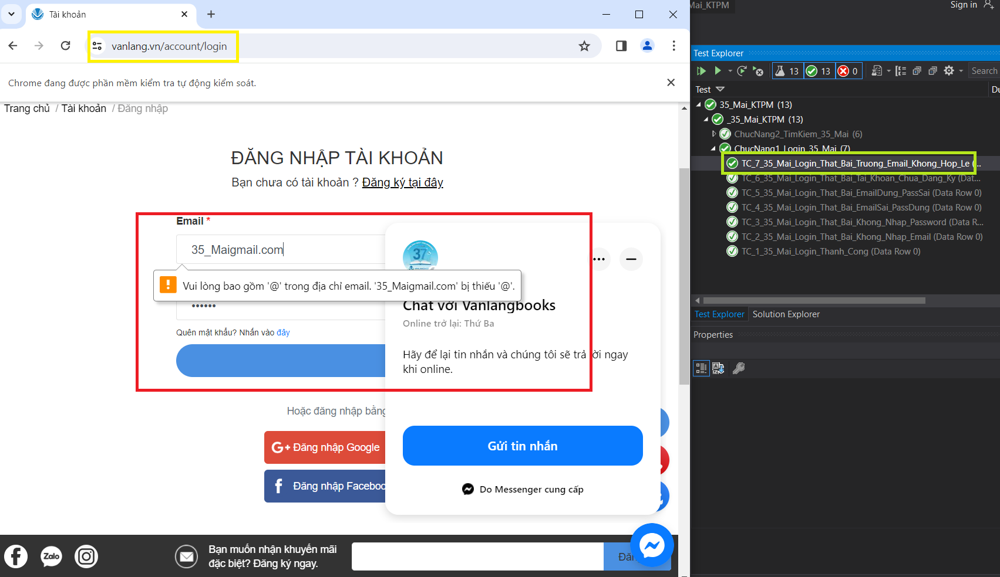 Tài khoản
vanlang.vn/account/login
Chrome đang được phần mềm kiểm tra tự động kiểm soát.
Trang chủ / Tài khoản / Đăng nhập
ĐĂNG NHẬP TÀI KHOẢN
Bạn chưa có tài khoản ? Đăng ký tại đây
Email *
35_Maigmail.com
Vui lòng bao gồm '@' trong địa chỉ email. '35_Maigmail.com' bị thiếu '@'.
••••••
Quên mật khẩu? Nhấn vào đây
37
Chat với Vanlangbooks
Online trở lại: Thứ Ba
Hãy để lại tin nhắn và chúng tôi sẽ trả lời ngay
khi online.
Hoặc đăng nhập bằng
G+ Đăng nhập Google
Đăng nhập Faceboo
Gửi tin nhắn
Do Messenger cung cấp
Zalo
Bạn muốn nhận khuyến mãi
đặc biệt? Đăng ký ngay.
Đăn
Mai_KTPM
Sign in
Test Explorer
13 13 0
Search
Test Du
35_Mai_KTPM (13)
_35_Mai_KTPM (13)
ChucNang2_TimKiem_35_Mai (6)
ChucNang1_Login_35_Mai (7)
TC_7_35_Mai_Login_That_Bai_Truong_Email_Khong_Hop_Le (...
TC_6_35_Mai_Login_That_Bai_Tai_Khoan_Chua_Dang_Ky (Dat...
TC_5_35_Mai_Login_That_Bai_EmailDung_PassSai (Data Row 0)
TC_4_35_Mai_Login_That_Bai_EmailSai_PassDung (Data Row 0)
TC_3_35_Mai_Login_That_Bai_Khong_Nhap_Password (Data R...
TC_2_35_Mai_Login_That_Bai_Khong_Nhap_Email (Data Row 0)
TC_1_35_Mai_Login_Thanh_Cong (Data Row 0)
Test Explorer Solution Explorer
Properties